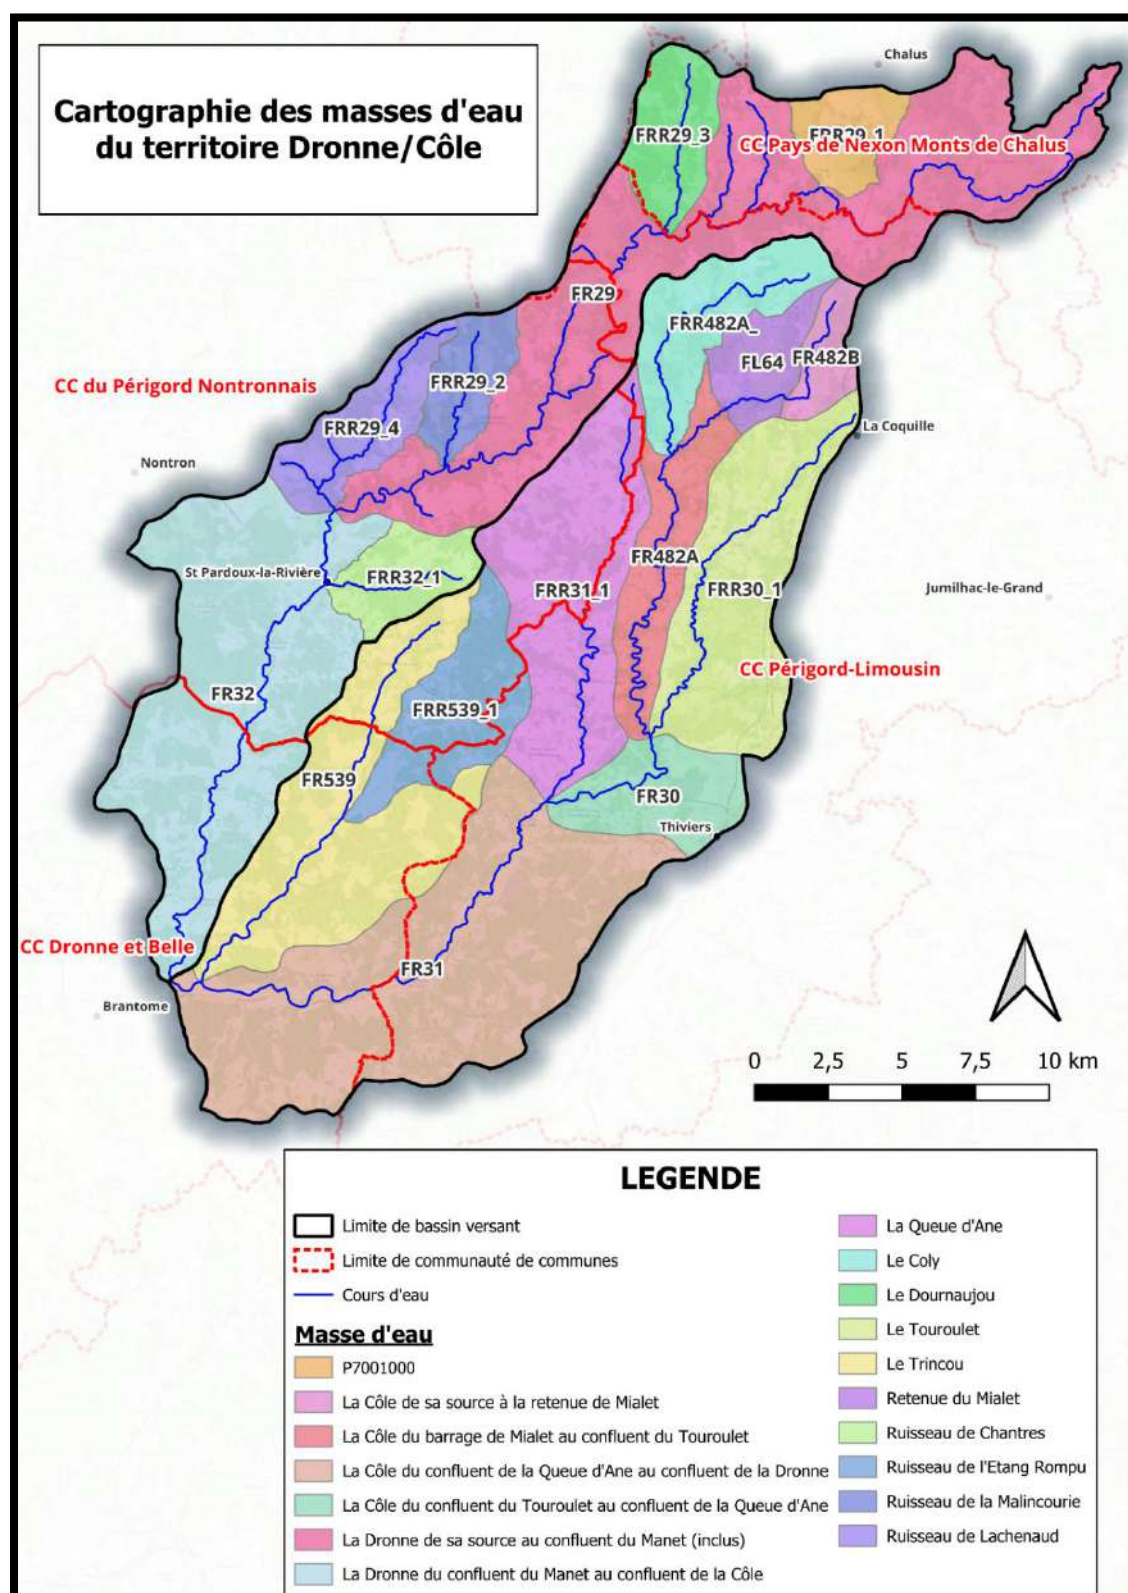 Cartographie des masses d'eau
du territoire Dronne/Côle
Chalus
FRR29_3
FRR29_1
CC Pays de Nexon Monts de Chalus
FR29
FRR482A_
FL64
FR482B
CC du Périgord Nontronnais
FRR29_2
FRR29_4
La Coquille
Nontron
FR482A
St Pardoux-la-Rivière
FRR32_1
FRR31_1
FRR30_1
Jumilhac-le-Grand
CC Périgord-Limousin
FR32
FRR539_1
FR539
FR30
Thiviers
CC Dronne et Belle
FR31
Brantome
0 2,5 5 7,5 10 km
LEGENDE
Limite de bassin versant
Limite de communauté de communes
Cours d'eau
Masse d'eau
P7001000
La Côle de sa source à la retenue de Mialet
La Côle du barrage de Mialet au confluent du Touroulet
La Côle du confluent de la Queue d'Ane au confluent de la Dronne
La Côle du confluent du Touroulet au confluent de la Queue d'Ane
La Dronne de sa source au confluent du Manet (inclus)
La Dronne du confluent du Manet au confluent de la Côle
La Queue d'Ane
Le Coly
Le Dournaujou
Le Touroulet
Le Trincou
Retenue du Mialet
Ruisseau de Chantres
Ruisseau de l'Etang Rompu
Ruisseau de la Malincourie
Ruisseau de Lachenaud